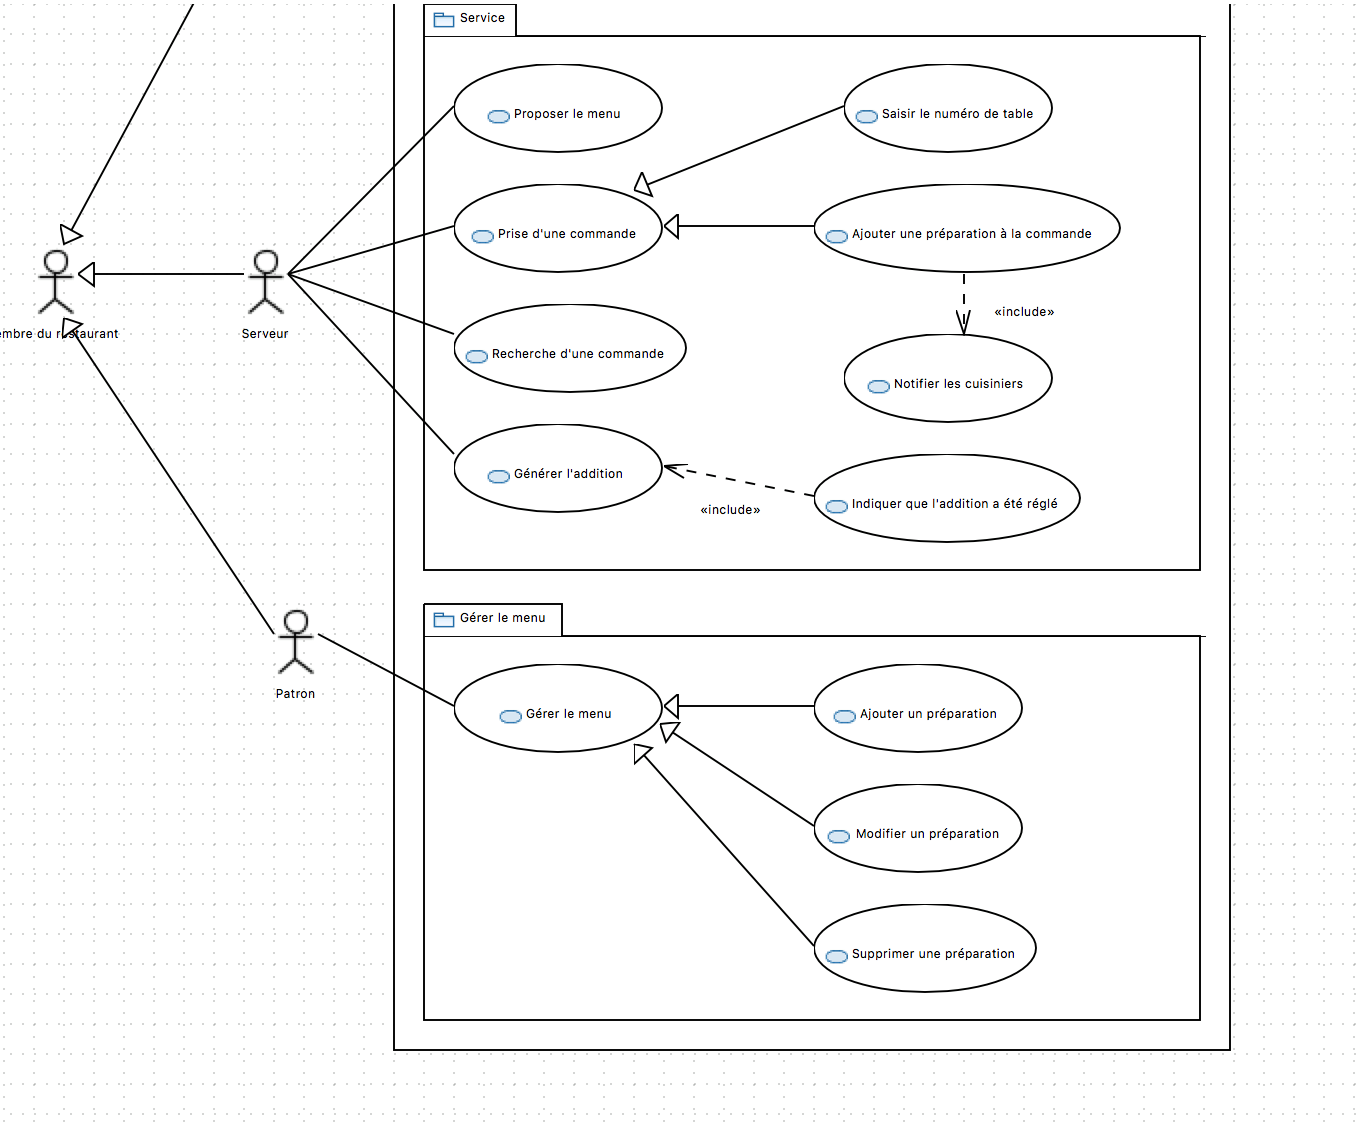 Service
Proposer le menu
Saisir le numéro de table
Prise d'une commande
Ajouter une préparation à la commande
«include»
embre du restaurant
Serveur
Recherche d'une commande
Notifier les cuisiniers
Générer l'addition
Indiquer que l'addition a été réglé
«include»
Gérer le menu
Patron
Gérer le menu
Ajouter un préparation
Modifier un préparation
Supprimer une préparation